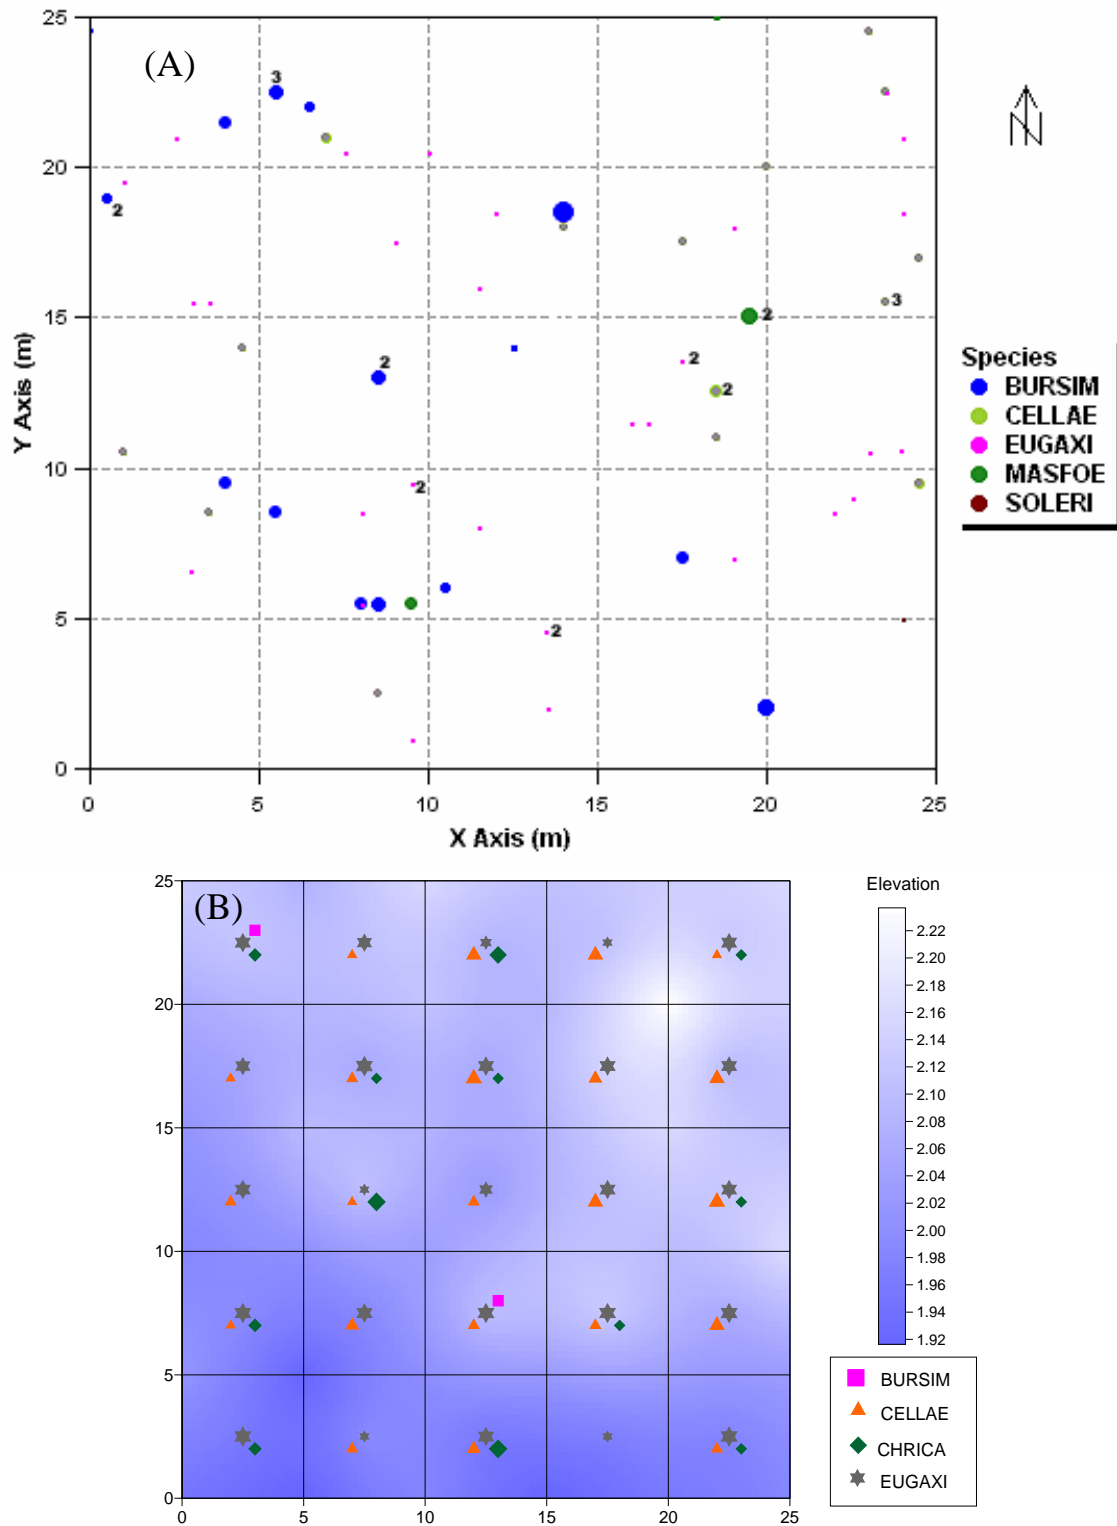 25
(A)
3
N
20
2
15
3
2
2
2
Species
BURSIM
CELLAE
EUGAXI
MASFOE
SOLERI
2
Y Axis (m)
10
2
5
2
0
0 5 10 15 20 25
X Axis (m)
25
(B)
Elevation
2.22
2.20
2.18
2.16
2.14
2.12
2.10
2.08
2.06
2.04
2.02
2.00
1.98
1.96
1.94
1.92
20
15
10
5
0
0 5 10 15 20 25
BURSIM
CELLAE
CHRICA
EUGAXI